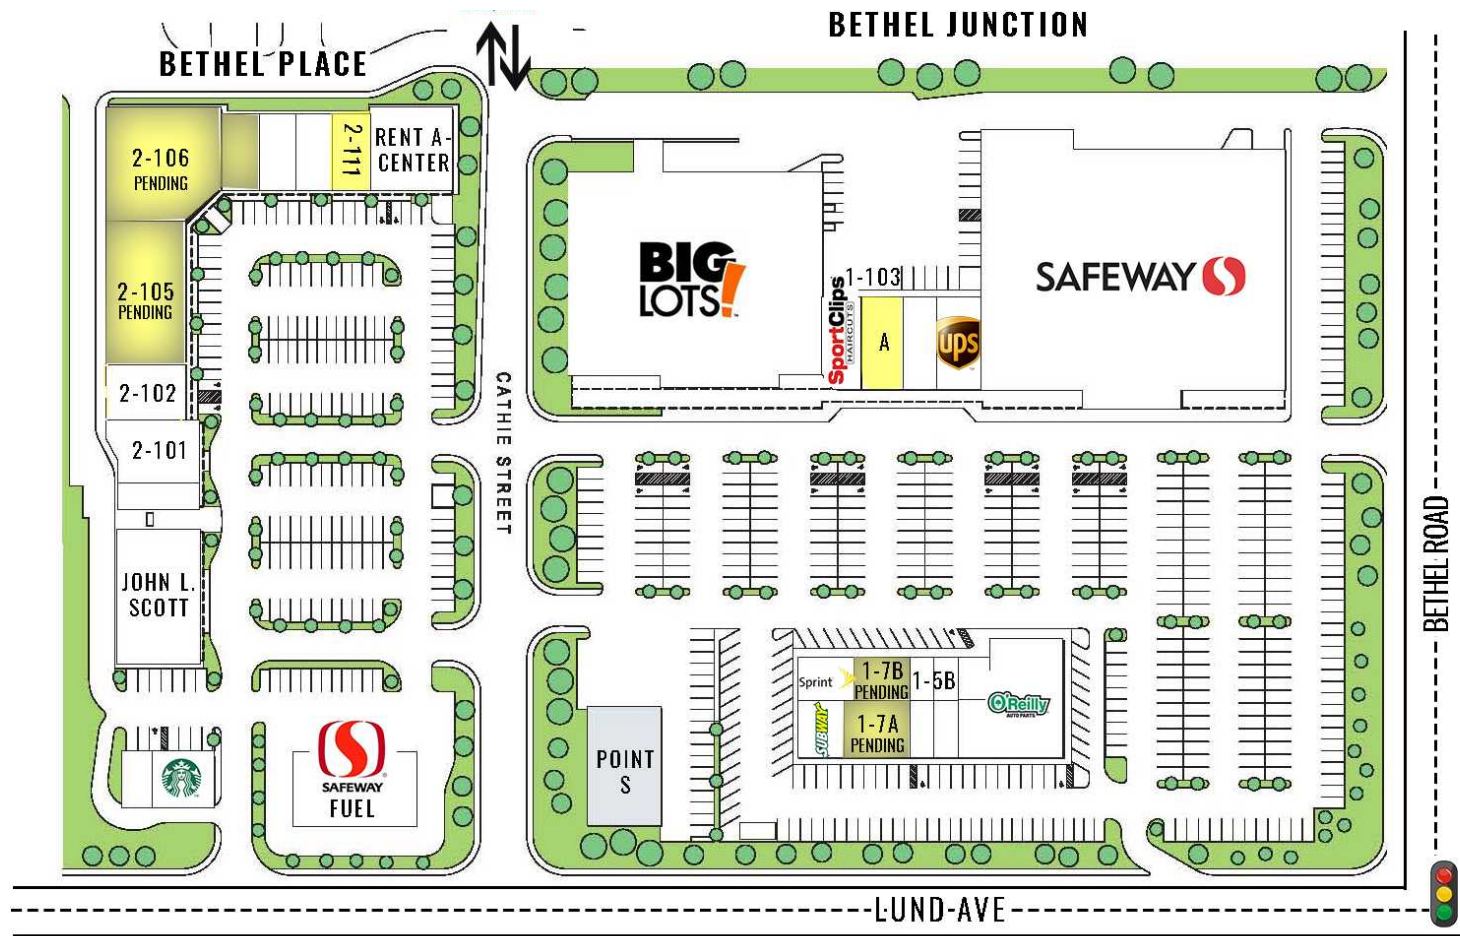 BETHEL JUNCTION
BETHEL PLACE
2-106
PENDING
2-111
RENT A-
CENTER
2-105
PENDING
2-102
2-101
JOHN L.
SCOTT
CATHIE STREET
BIG
LOTS!
1-103
SportClips
HAIRCUTS
A
ups
SAFEWAY
BETHEL ROAD
Sprint
1-7B
PENDING
1-5B
SUBWAY
1-7A
PENDING
O'Reilly
AUTO PARTS
POINT
S
SAFEWAY
FUEL
LUND AVE